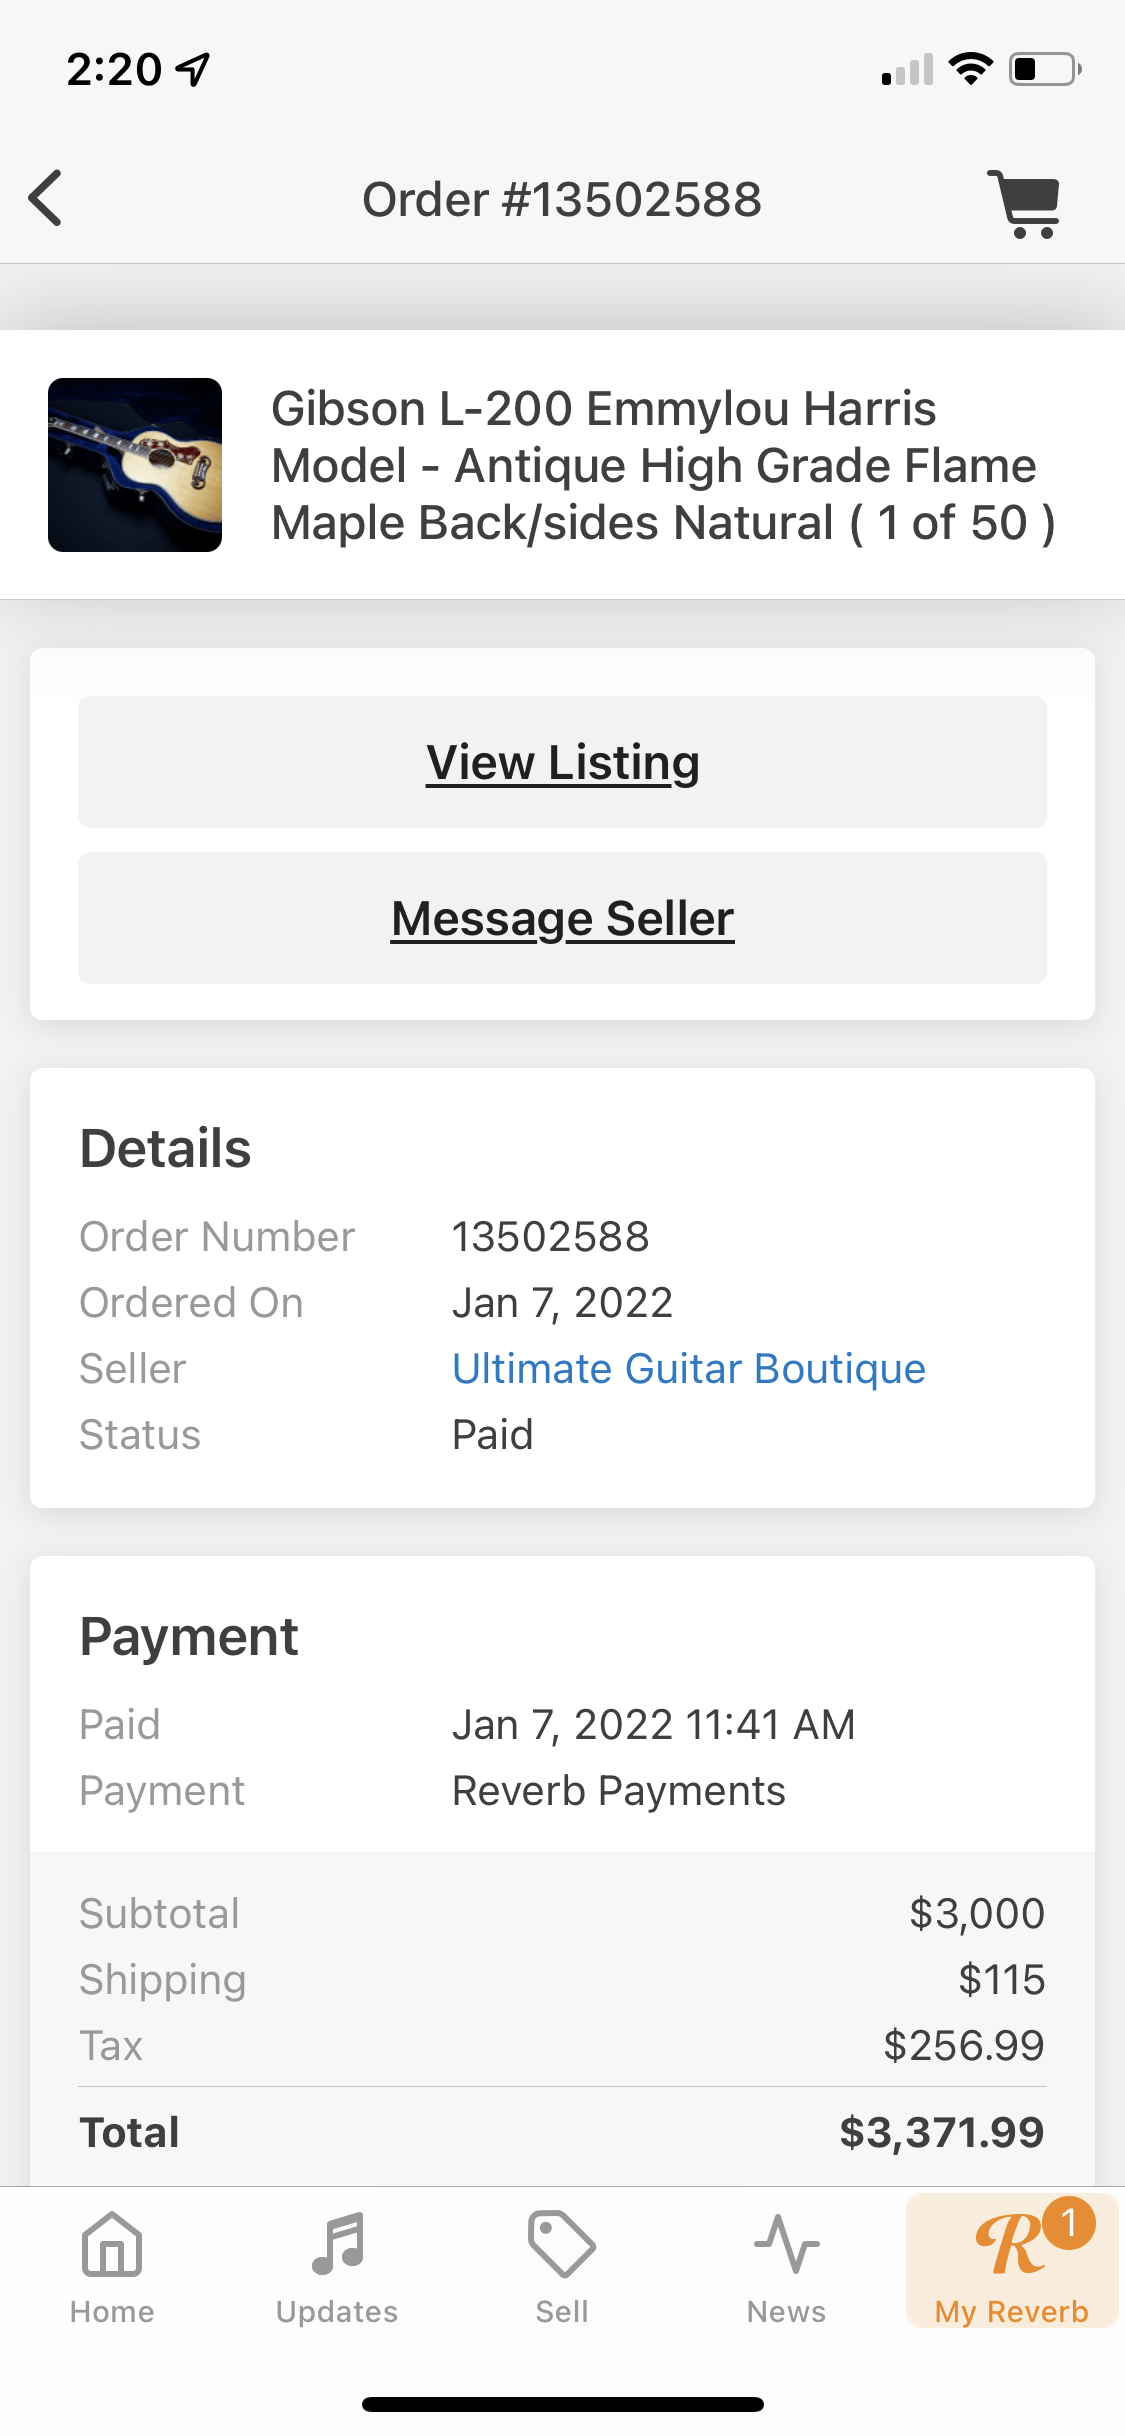 2:20
Order #13502588
Gibson L-200 Emmylou Harris
Model - Antique High Grade Flame
Maple Back/sides Natural ( 1 of 50 )
View Listing
Message Seller
Details
Order Number 13502588
Ordered On Jan 7, 2022
Seller Ultimate Guitar Boutique
Status Paid
Payment
Paid Jan 7, 2022 11:41 AM
Payment Reverb Payments
Subtotal $3,000
Shipping $115
Tax $256.99
Total $3,371.99
R 1
Home Updates Sell News My Reverb